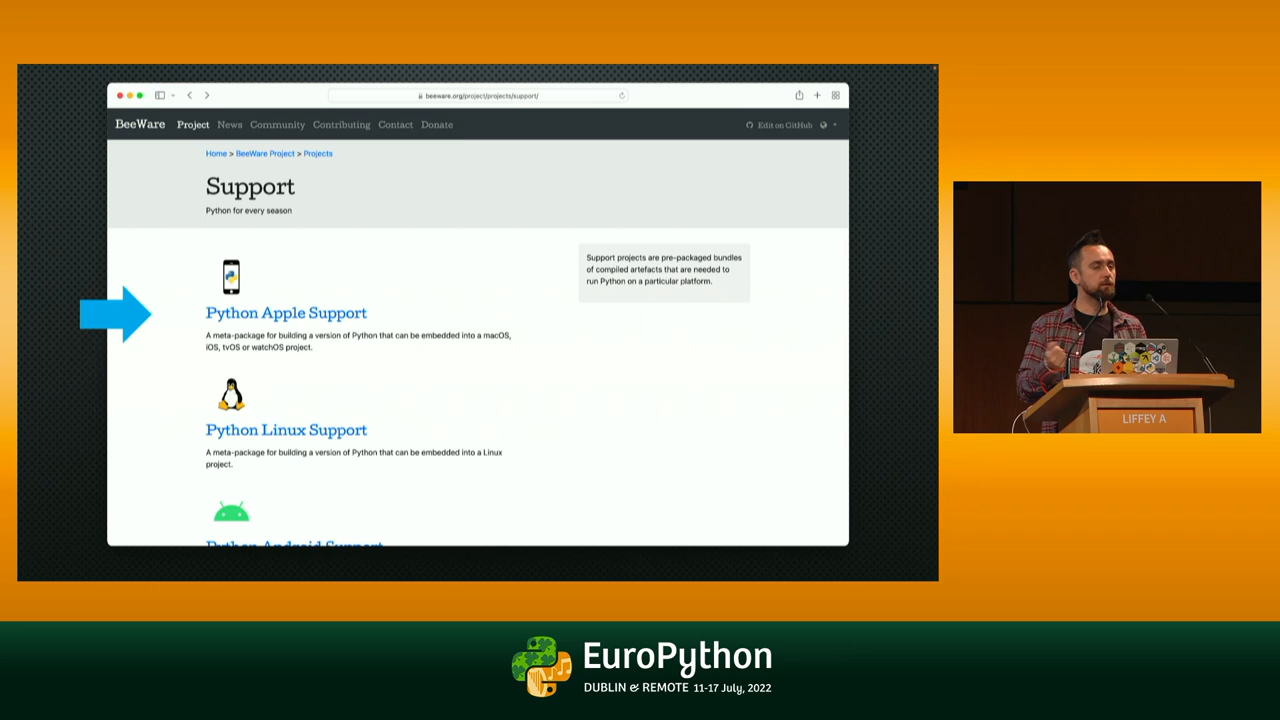 beeware.org/project/projects/support/
BeeWare Project News Community Contributing Contact Donate
Edit on GitHub
Home > BeeWare Project > Projects
Support
Python for every season
Support projects are pre-packaged bundles
of compiled artefacts that are needed to
run Python on a particular platform.
Python Apple Support
A meta-package for building a version of Python that can be embedded into a macOS,
iOS, tvOS or watchOS project.
Python Linux Support
A meta-package for building a version of Python that can be embedded into a Linux
project.
Python Android Support
LIFFEY A
EuroPython
DUBLIN & REMOTE 11-17 July, 2022